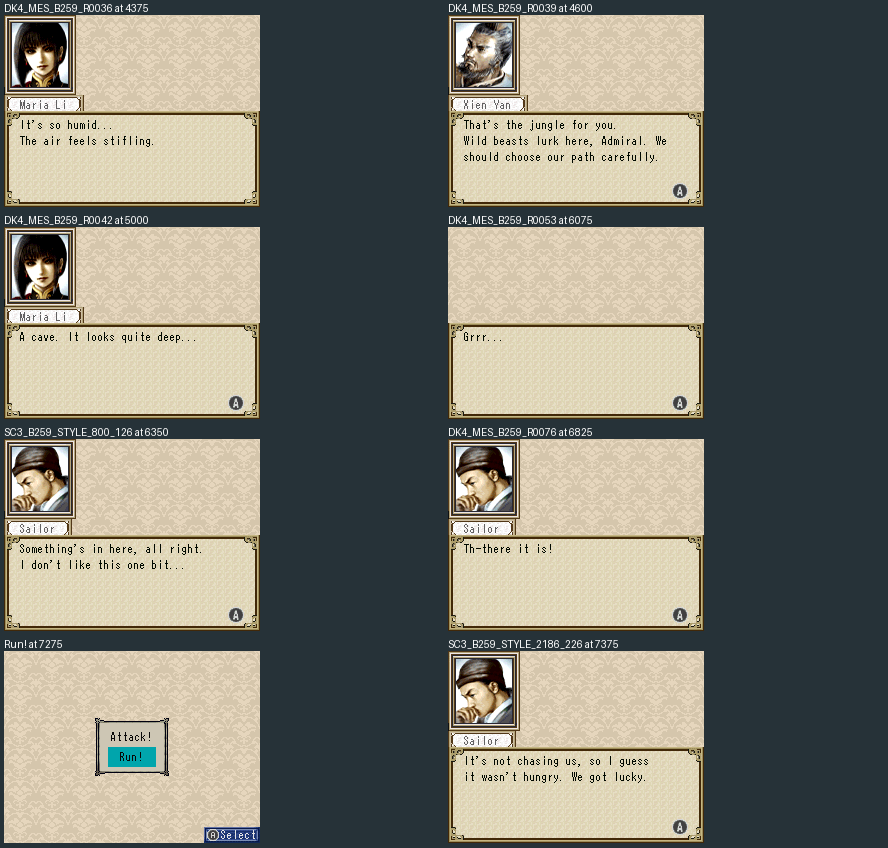 DK4_MES_B259_R0036 at 4375
Maria Li
It's so humid...
The air feels stifling.
DK4_MES_B259_R0039 at 4600
Xien Yan
That's the jungle for you.
Wild beasts lurk here, Admiral. We
should choose our path carefully.
A
DK4_MES_B259_R0042 at 5000
Maria Li
A cave. It looks quite deep...
A
DK4_MES_B259_R0053 at 6075
Grrr...
A
SC3_B259_STYLE_800_126 at 6350
Sailor
Something's in here, all right.
I don't like this one bit...
A
DK4_MES_B259_R0076 at 6825
Sailor
Th-there it is!
A
Run! at 7275
Attack!
Run!
A Select
SC3_B259_STYLE_2186_226 at 7375
Sailor
It's not chasing us, so I guess
it wasn't hungry. We got lucky.
A